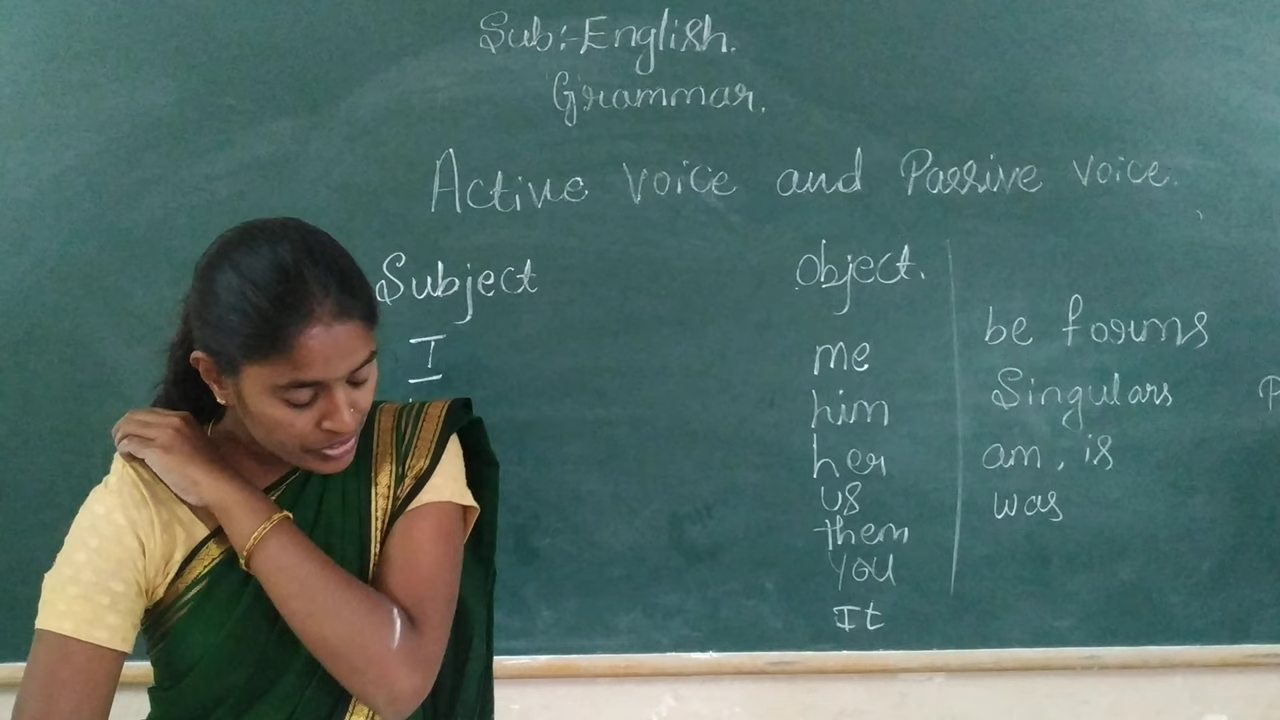 Sub:- English.
Grammar.
Active Voice and Passive Voice.
Subject
I
object.
me
him
her
us
them
you
It
be forms
Singulars
am, is
was
P